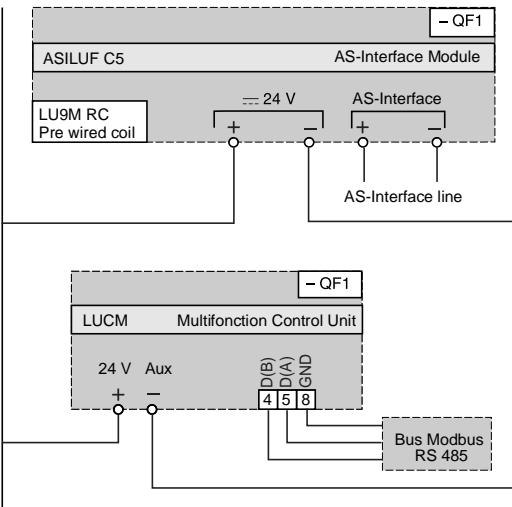 – QF1
ASILUF C5 AS-Interface Module
LU9M RC
Pre wired coil
24 V AS-Interface
+ – + –
AS-Interface line
– QF1
LUCM Multifonction Control Unit
24 V Aux
+ –
D(B) D(A) GND
4 5 8
Bus Modbus
RS 485